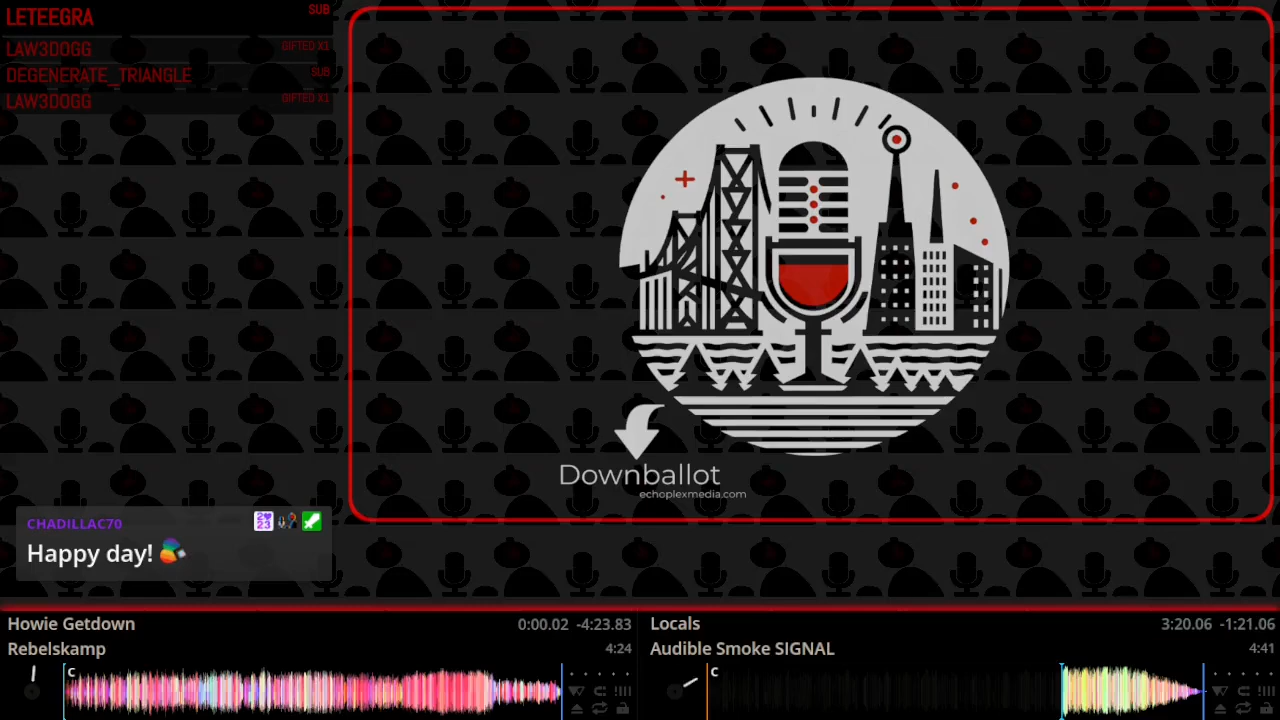 LETEEGRA SUB
LAW3DOGG GIFTED X1
DEGENERATE_TRIANGLE SUB
LAW3DOGG GIFTED X1
Downballot
echoplexmedia.com
CHADILLAC70 2♥23
Happy day!
Howie Getdown 0:00.02 -4:23.83
Rebelskamp 4:24
C
Locals 3:20.06 -1:21.06
Audible Smoke SIGNAL 4:41
C